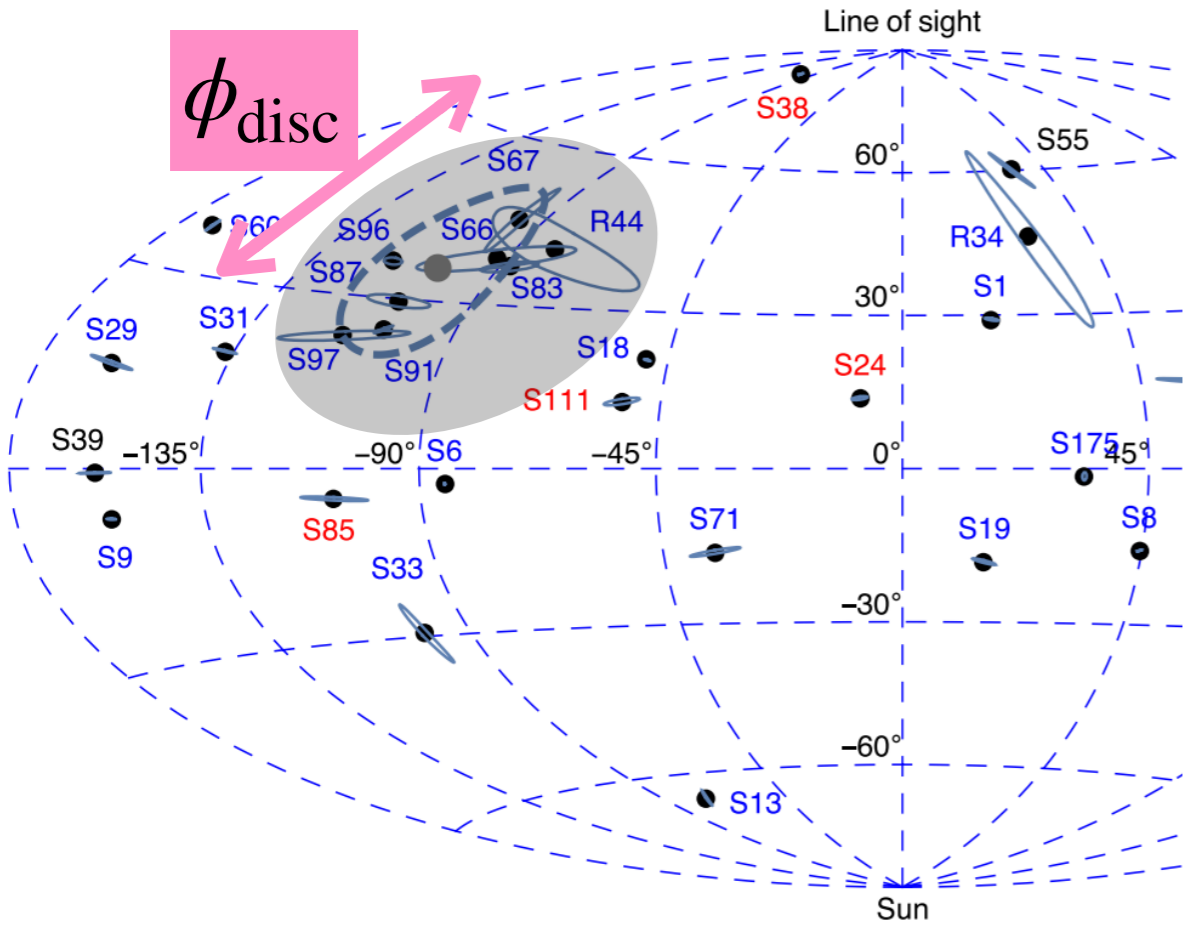 Line of sight
ϕdisc
S38
S55
60°
S67
S60
S96
S66
R44
R34
S87
S83
S1
30°
S29
S31
S97
S91
S18
S24
S111
S39
−135°
−90°
S6
−45°
0°
S175
45°
S85
S9
S33
S71
S19
S8
−30°
−60°
S13
Sun